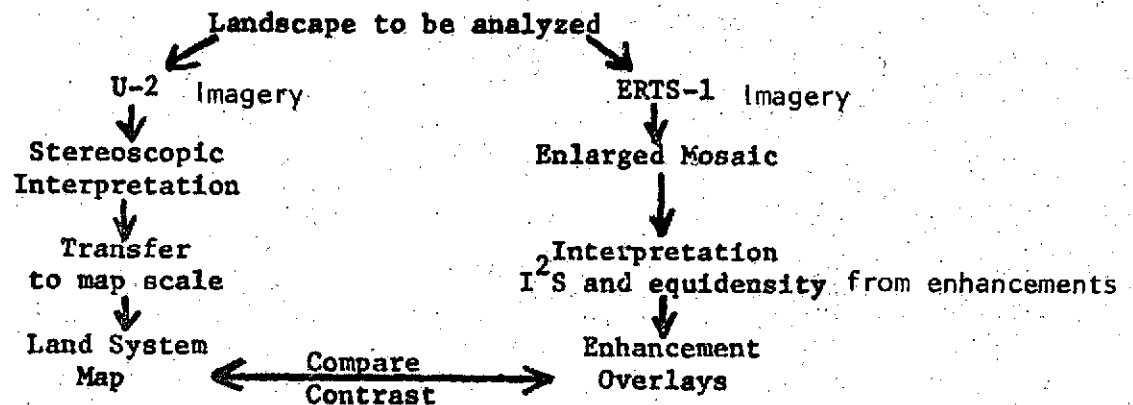 Landscape to be analyzed
U-2 Imagery
Stereoscopic
Interpretation
Transfer
to map scale
Land System
Map
ERTS-1 Imagery
Enlarged Mosaic
Interpretation
I²S and equidensity from enhancements
Enhancement
Overlays
Compare
Contrast